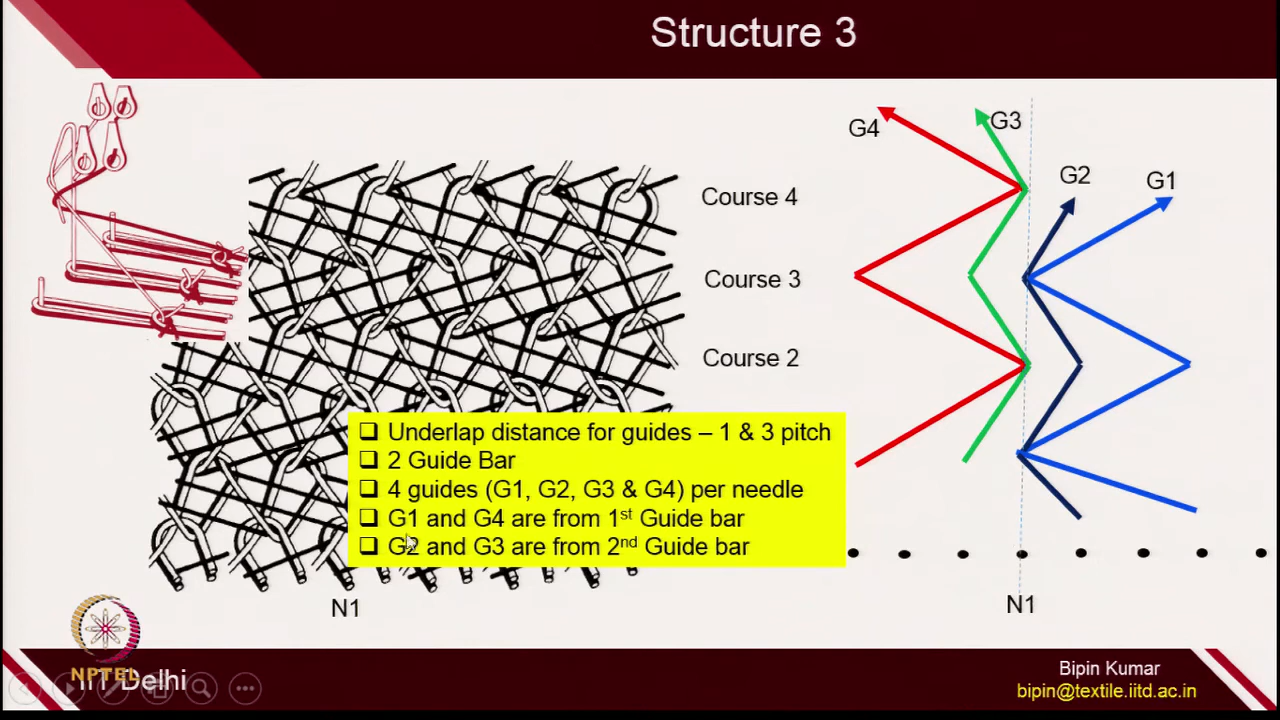 Structure 3
G4
G3
G2
G1
Course 4
Course 3
Course 2
❑ Underlap distance for guides – 1 & 3 pitch
❑ 2 Guide Bar
❑ 4 guides (G1, G2, G3 & G4) per needle
❑ G1 and G4 are from 1st Guide bar
❑ G2 and G3 are from 2nd Guide bar
N1
N1
NPTEL
IIT Delhi
Bipin Kumar
bipin@textile.iitd.ac.in